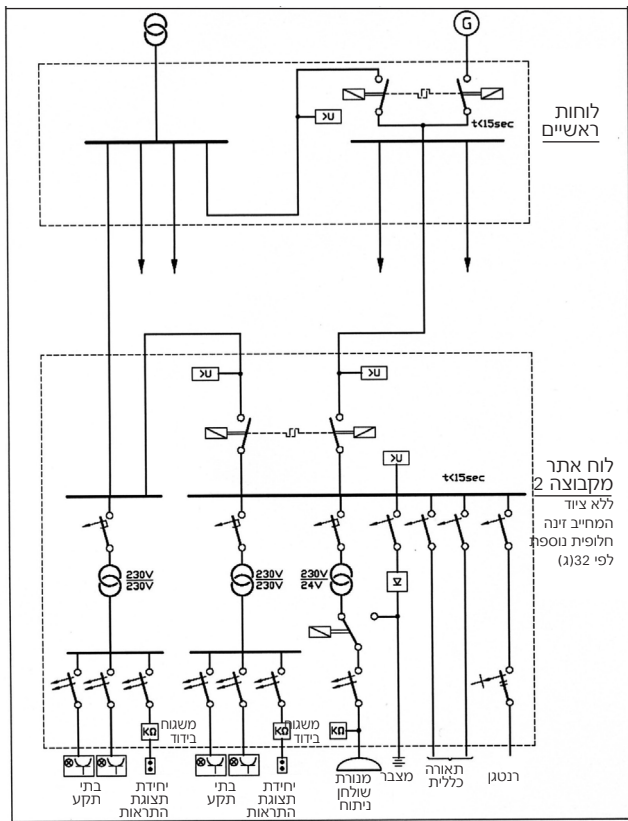 G
לוחות
ראשיים
U<
t<15sec
U<
U<
U<
t<15sec
לוח אתר
מקבוצה 2
ללא ציוד
המחייב זינה
חלופית נוספת
לפי 32(ג)
230V
230V
230V
230V
230V
24V
משגוח
בידוד
KΩ
משגוח
בידוד
KΩ
KΩ
בתי
תקע
יחידת
תצוגת
התראות
בתי
תקע
יחידת
תצוגת
התראות
מנורת
שולחן
ניתוח
מצבר
תאורה
כללית
רנטגן